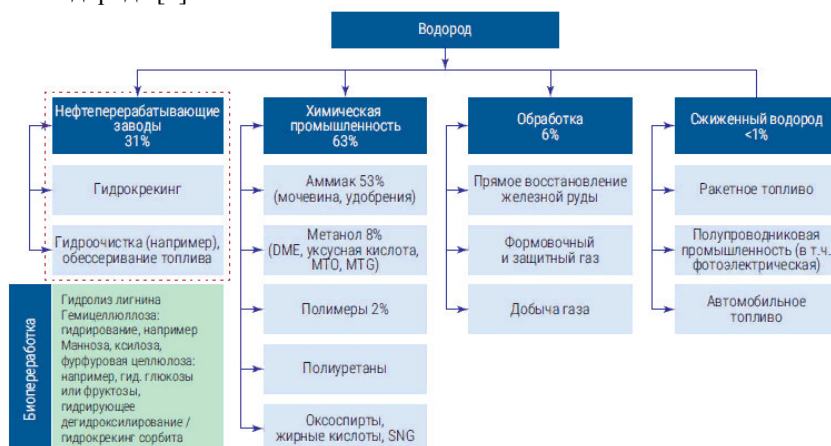 Водород
Нефтеперерабатывающие
заводы
31%
Гидрокрекинг
Гидроочистка (например),
обессеривание топлива
Биопереработка
Гидролиз лигнина
Гемицеллюллоза:
гидрирование, например
Манноза, ксилоза,
фурфуровая целлюлоза:
например, гид. глюкозы
или фруктозы,
гидрирующее
дегидроксилирование /
гидрокрекинг сорбита
Химическая
промышленность
63%
Аммиак 53%
(мочевина, удобрения)
Метанол 8%
(DME, уксусная кислота,
MTO, MTG)
Полимеры 2%
Полиуретаны
Оксоспирты,
жирные кислоты, SNG
Обработка
6%
Прямое восстановление
железной руды
Формовочный
и защитный газ
Добыча газа
Сжиженный водород
<1%
Ракетное топливо
Полупроводниковая
промышленность (в т.ч.
фотоэлектрическая)
Автомобильное
топливо